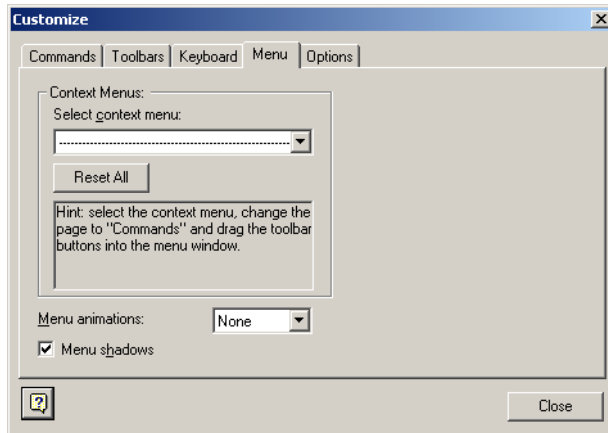 Customize
Commands Toolbars Keyboard Menu Options
Context Menus:
Select context menu:
------------------------------------------------------------
Reset All
Hint: select the context menu, change the
page to "Commands" and drag the toolbar
buttons into the menu window.
Menu animations: None
Menu shadows
Close